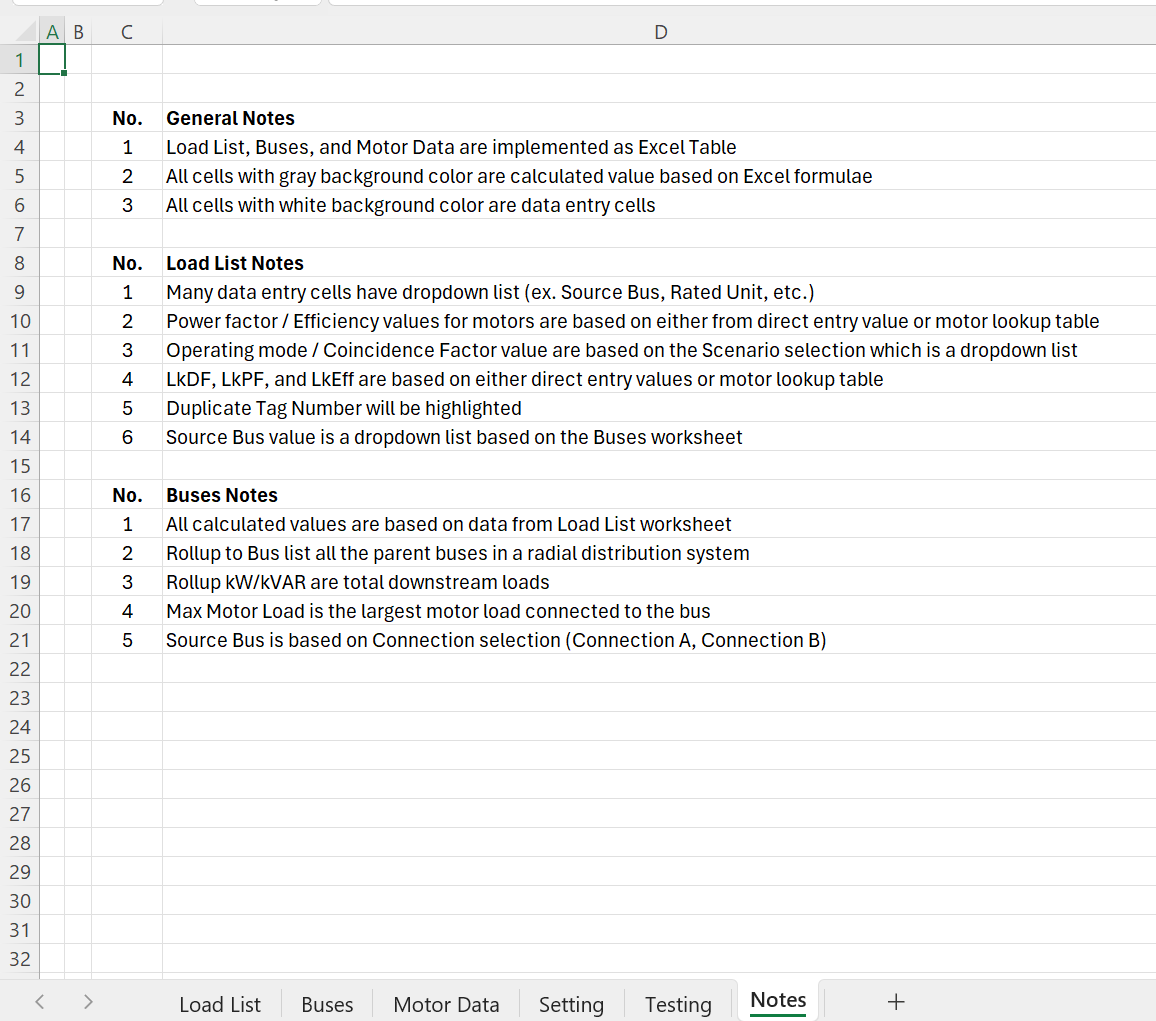 A B C D
1
2
3 No. General Notes
4 1 Load List, Buses, and Motor Data are implemented as Excel Table
5 2 All cells with gray background color are calculated value based on Excel formulae
6 3 All cells with white background color are data entry cells
7
8 No. Load List Notes
9 1 Many data entry cells have dropdown list (ex. Source Bus, Rated Unit, etc.)
10 2 Power factor / Efficiency values for motors are based on either from direct entry value or motor lookup table
11 3 Operating mode / Coincidence Factor value are based on the Scenario selection which is a dropdown list
12 4 LkDF, LkPF, and LkEff are based on either direct entry values or motor lookup table
13 5 Duplicate Tag Number will be highlighted
14 6 Source Bus value is a dropdown list based on the Buses worksheet
15
16 No. Buses Notes
17 1 All calculated values are based on data from Load List worksheet
18 2 Rollup to Bus list all the parent buses in a radial distribution system
19 3 Rollup kW/kVAR are total downstream loads
20 4 Max Motor Load is the largest motor load connected to the bus
21 5 Source Bus is based on Connection selection (Connection A, Connection B)
22
23
24
25
26
27
28
29
30
31
32
Load List Buses Motor Data Setting Testing Notes +